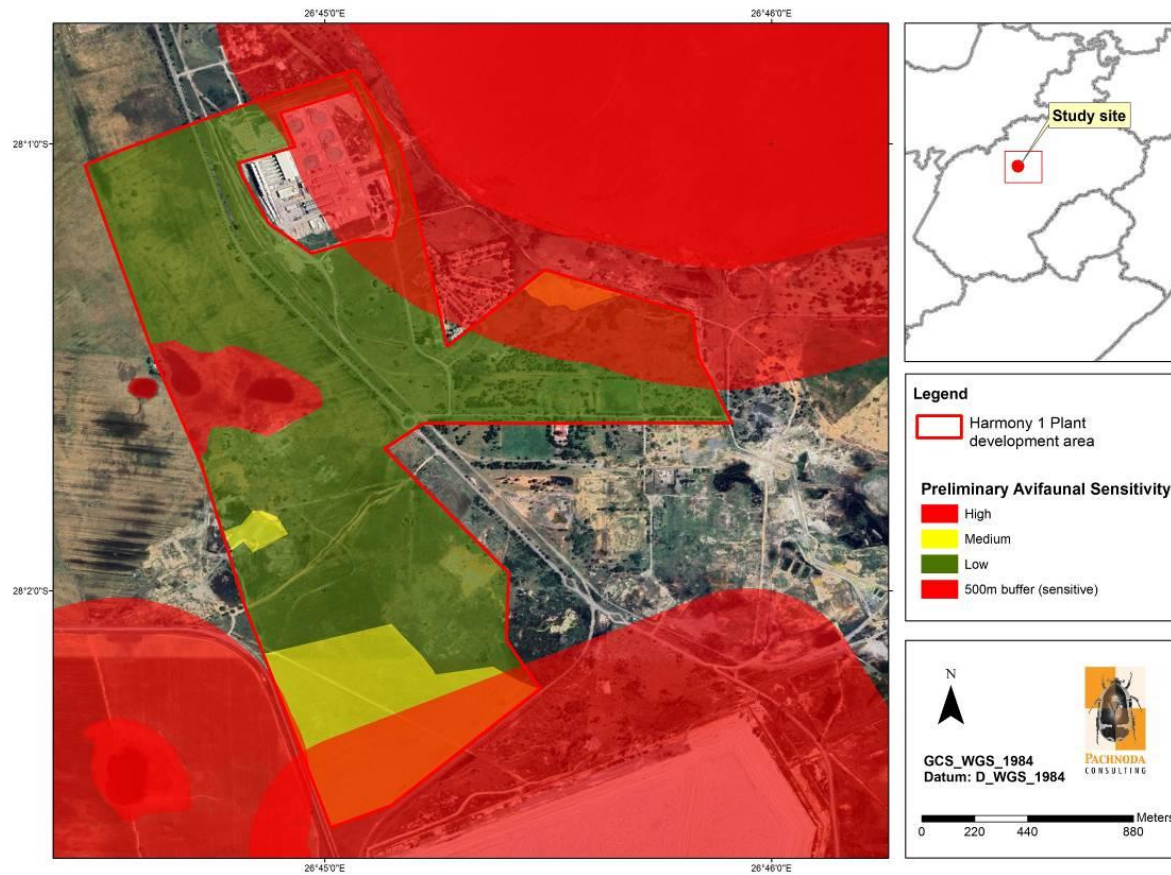 26°45'0"E
26°46'0"E
28°1'0"S
28°2'0"S
26°45'0"E
26°46'0"E
Study site
Legend
Harmony 1 Plant
development area
Preliminary Avifaunal Sensitivity
High
Medium
Low
500m buffer (sensitive)
N
GCS_WGS_1984
Datum: D_WGS_1984
PACHNODA
CONSULTING
Meters
0 220 440 880